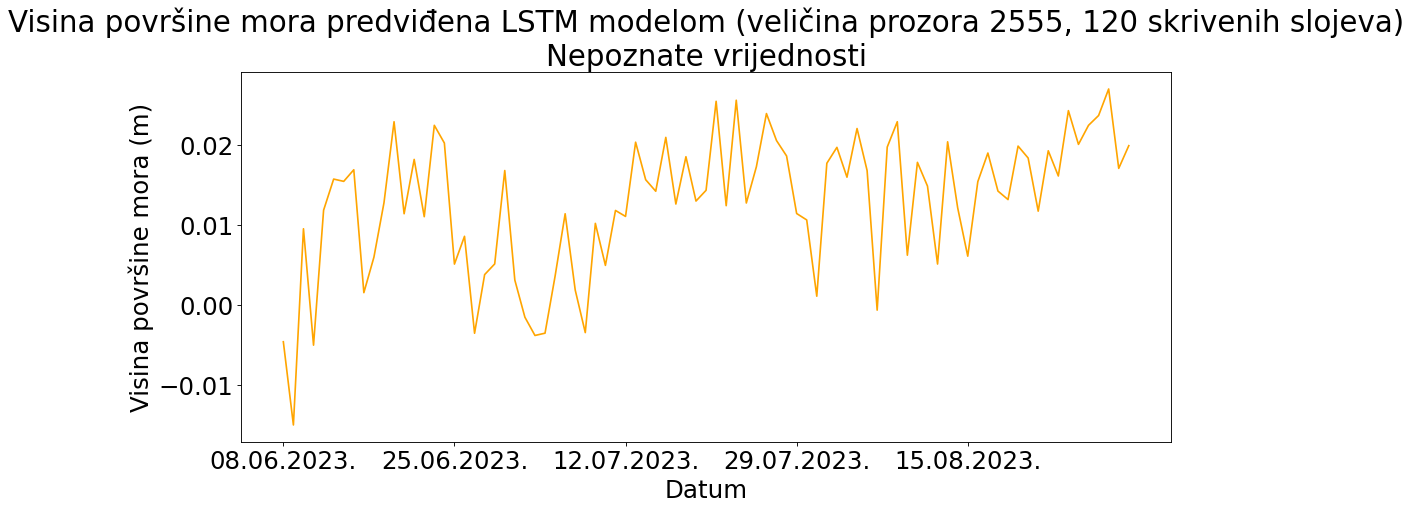 Visina površine mora predviđena LSTM modelom (veličina prozora 2555, 120 skrivenih slojeva)
Nepoznate vrijednosti
Visina površine mora (m)
0.02
0.01
0.00
−0.01
08.06.2023. 25.06.2023. 12.07.2023. 29.07.2023. 15.08.2023.
Datum